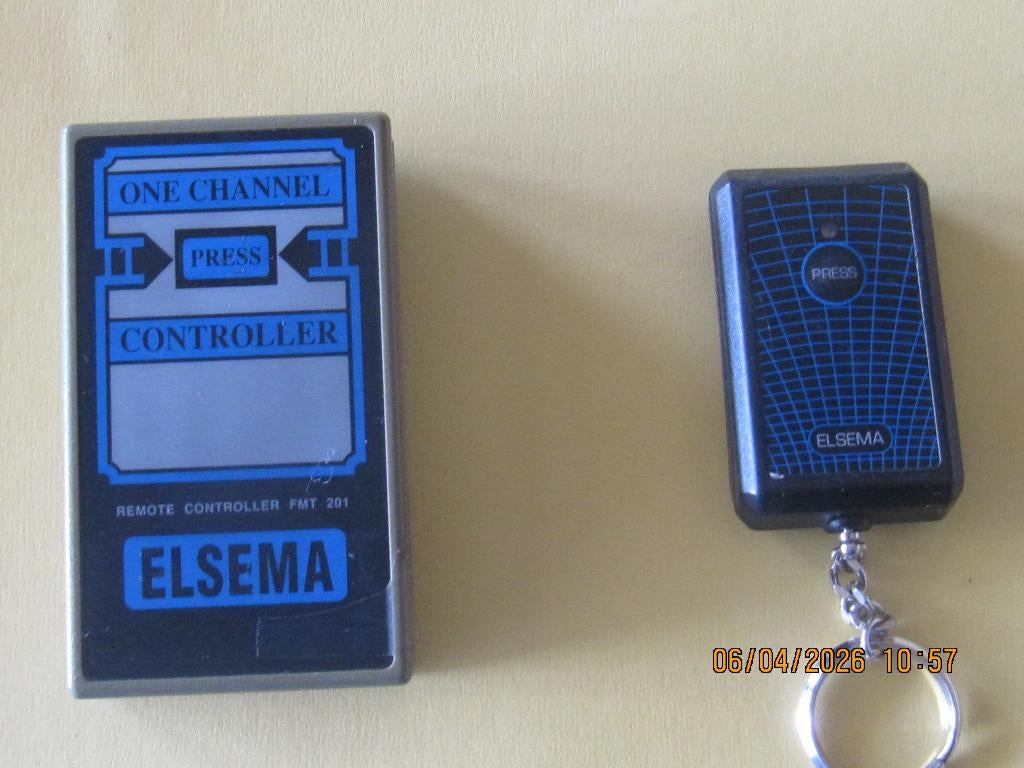 ONE CHANNEL
PRESS
CONTROLLER
REMOTE CONTROLLER FMT 201
ELSEMA
PRESS
ELSEMA
06/04/2026 10:57